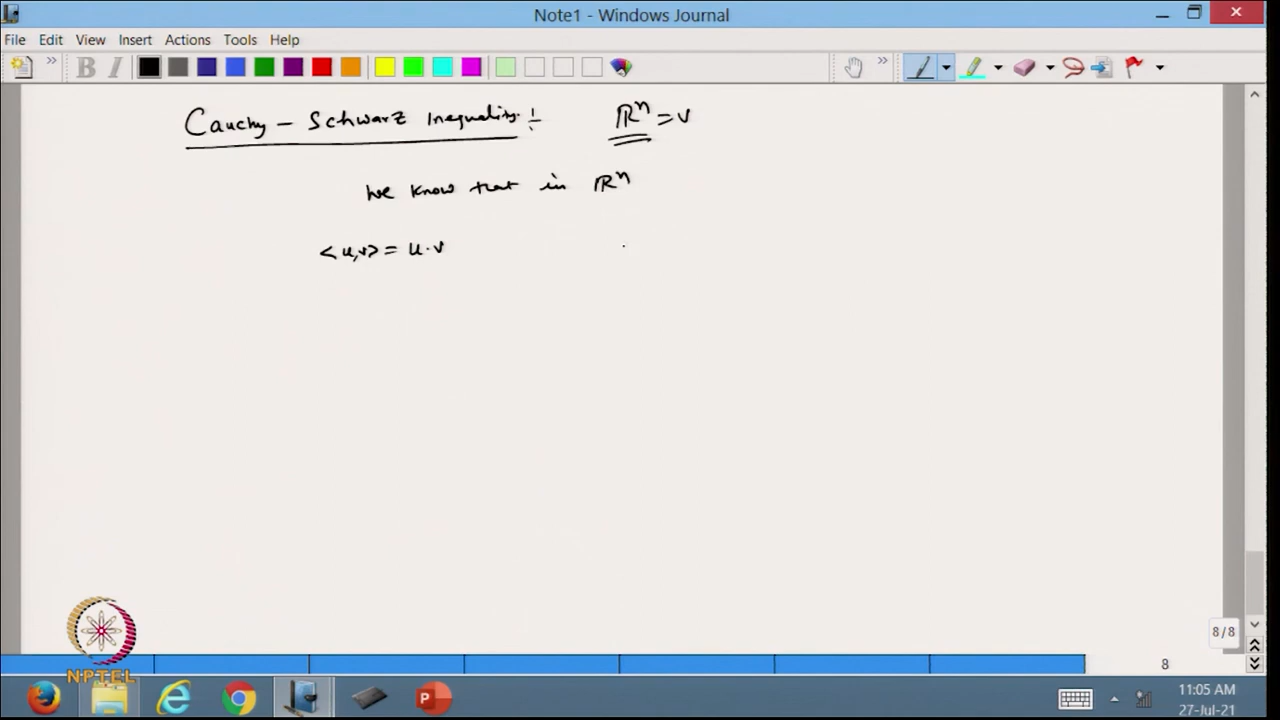 Note1 - Windows Journal
File Edit View Insert Actions Tools Help
Cauchy - Schwarz Inequality :- ℝⁿ = V
We know that in ℝⁿ
<u,v> = u·v
8/8
8
NPTEL
11:05 AM
27-Jul-21